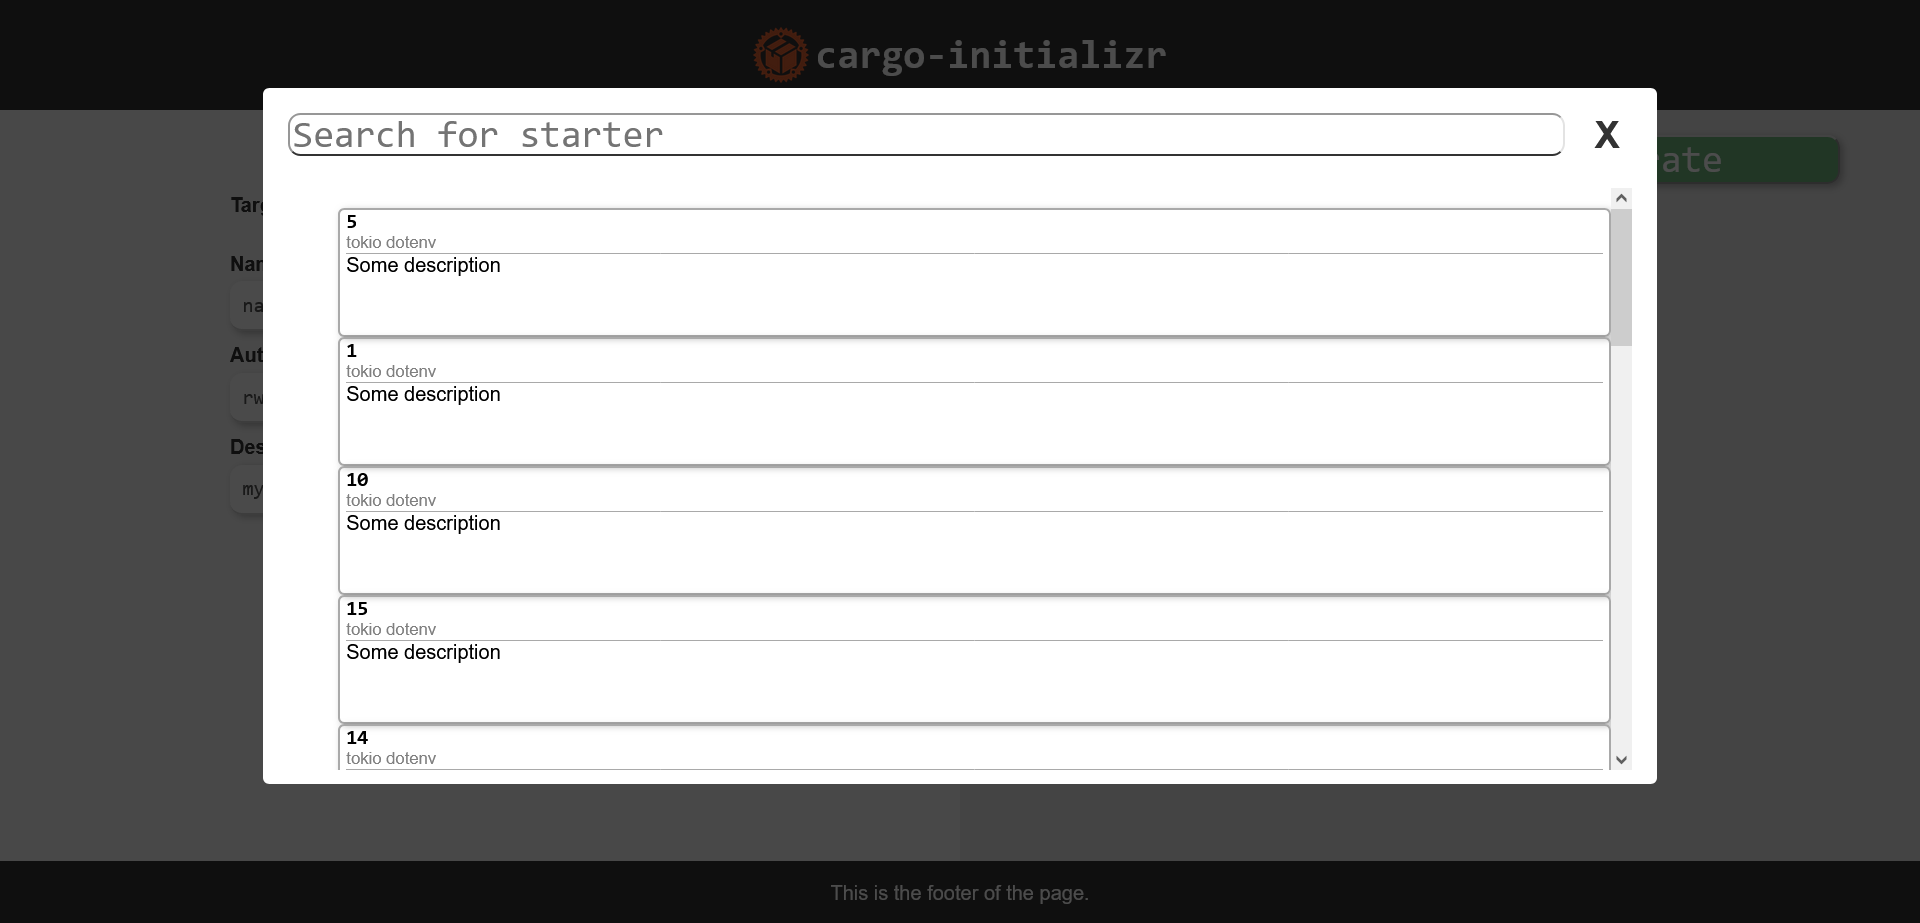 cargo-initializr
Search for starter
X
rate
Targ
Nar
na
Aut
rw
Des
my
5
tokio dotenv
Some description
1
tokio dotenv
Some description
10
tokio dotenv
Some description
15
tokio dotenv
Some description
14
tokio dotenv
This is the footer of the page.